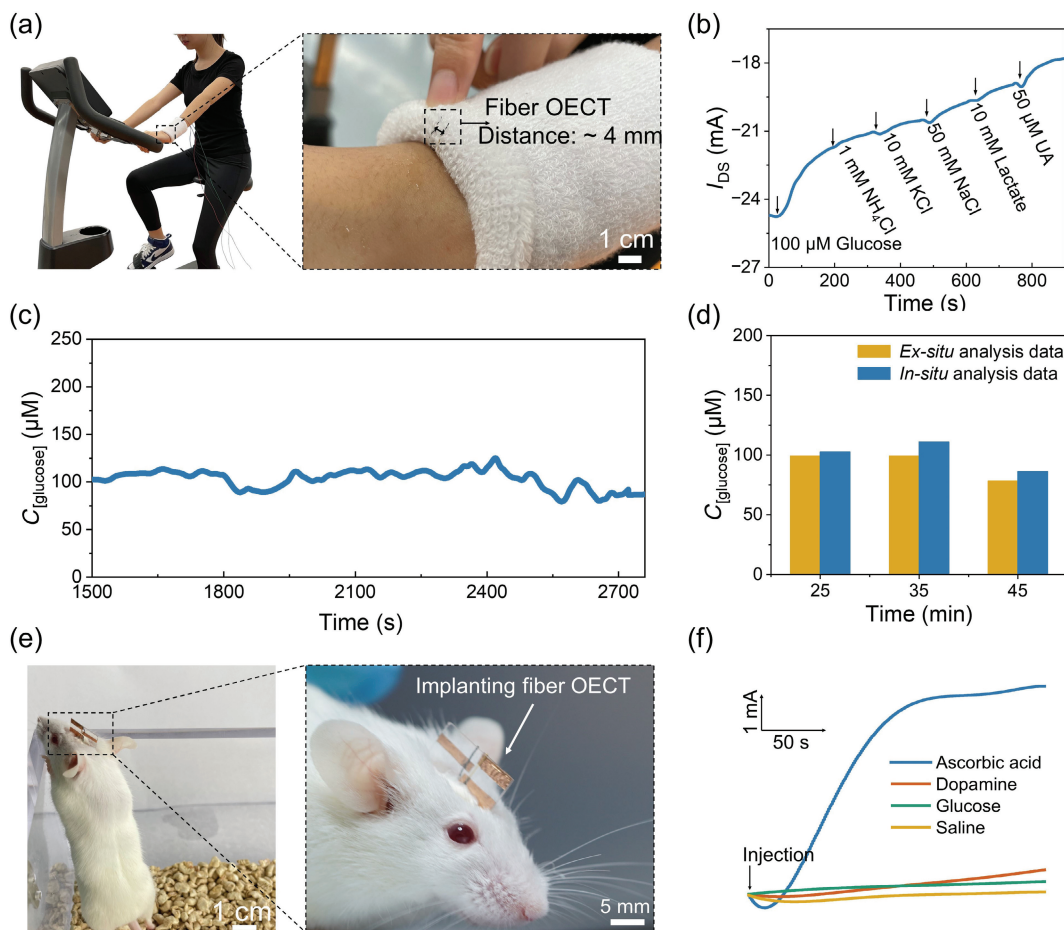 (a)
Fiber OECT
Distance: ~ 4 mm
1 cm
(b)
−18
−21
−24
−27
I_DS (mA)
100 µM Glucose
1 mM NH₄Cl
10 mM KCl
50 mM NaCl
10 mM Lactate
50 µM UA
0 200 400 600 800
Time (s)
(c)
250
200
150
100
50
0
C[glucose] (µM)
1500 1800 2100 2400 2700
Time (s)
(d)
200
150
100
50
0
C[glucose] (µM)
Ex-situ analysis data
In-situ analysis data
25 35 45
Time (min)
(e)
1 cm
Implanting fiber OECT
5 mm
(f)
1 mA
50 s
Ascorbic acid
Dopamine
Glucose
Saline
Injection